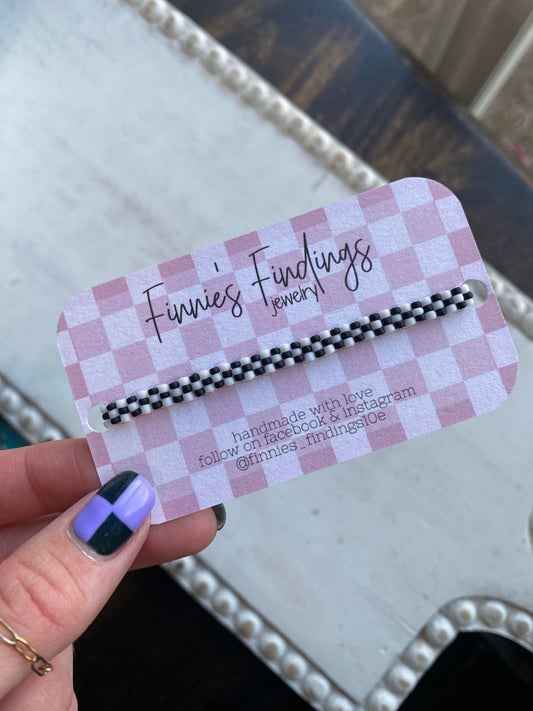 Finnie's Findings
jewelry
handmade with love
follow on facebook & instagram
@finnies_findings10e